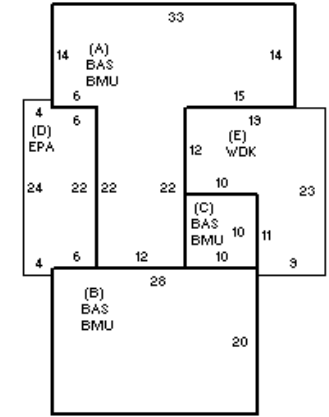 33
14 (A) 14
BAS
BMU
6 15
4 6 19
(D) (E)
EPA 12 WDK
24 22 22 22 10 23
(C)
BAS 10 11
BMU
4 6 12 10 9
28
(B)
BAS
BMU
20